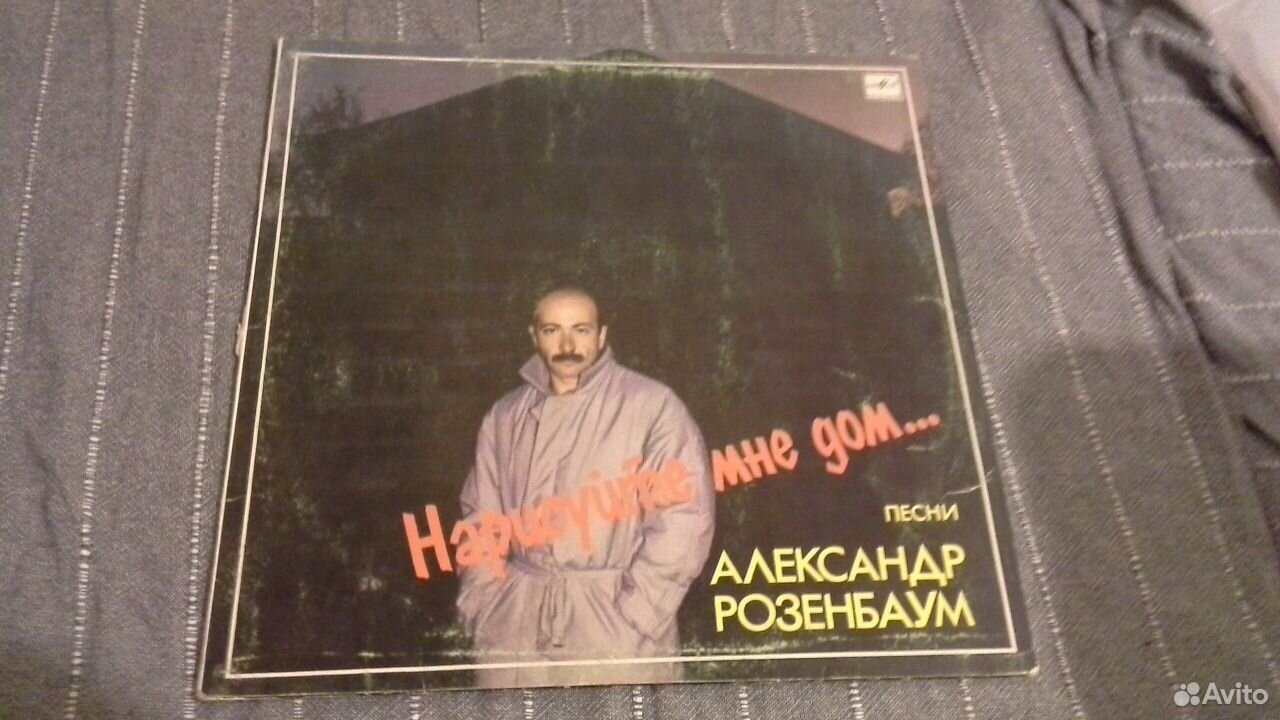 Нарисуйте мне дом...
ПЕСНИ
АЛЕКСАНДР
РОЗЕНБАУМ
Avito